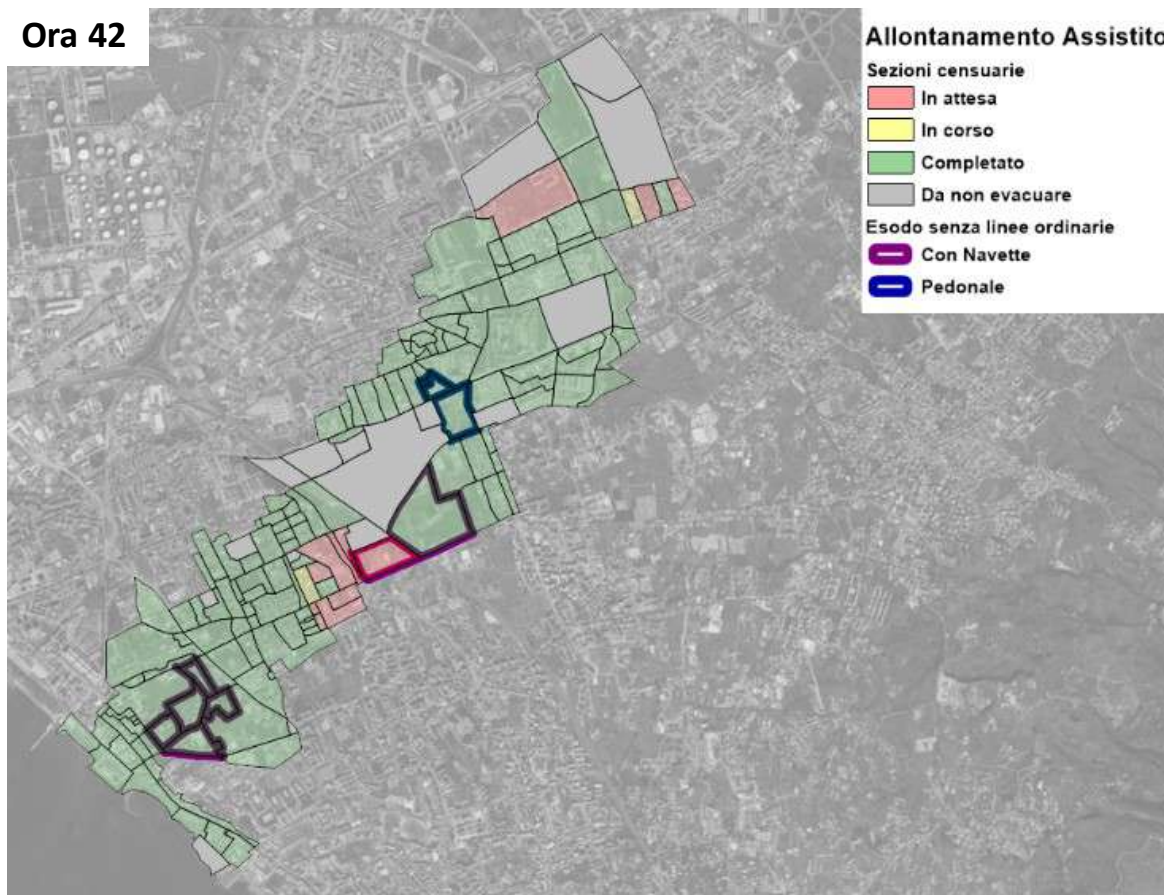 Ora 42
Allontanamento Assistito
Sezioni censuarie
In attesa
In corso
Completato
Da non evacuare
Esodo senza linee ordinarie
Con Navette
Pedonale